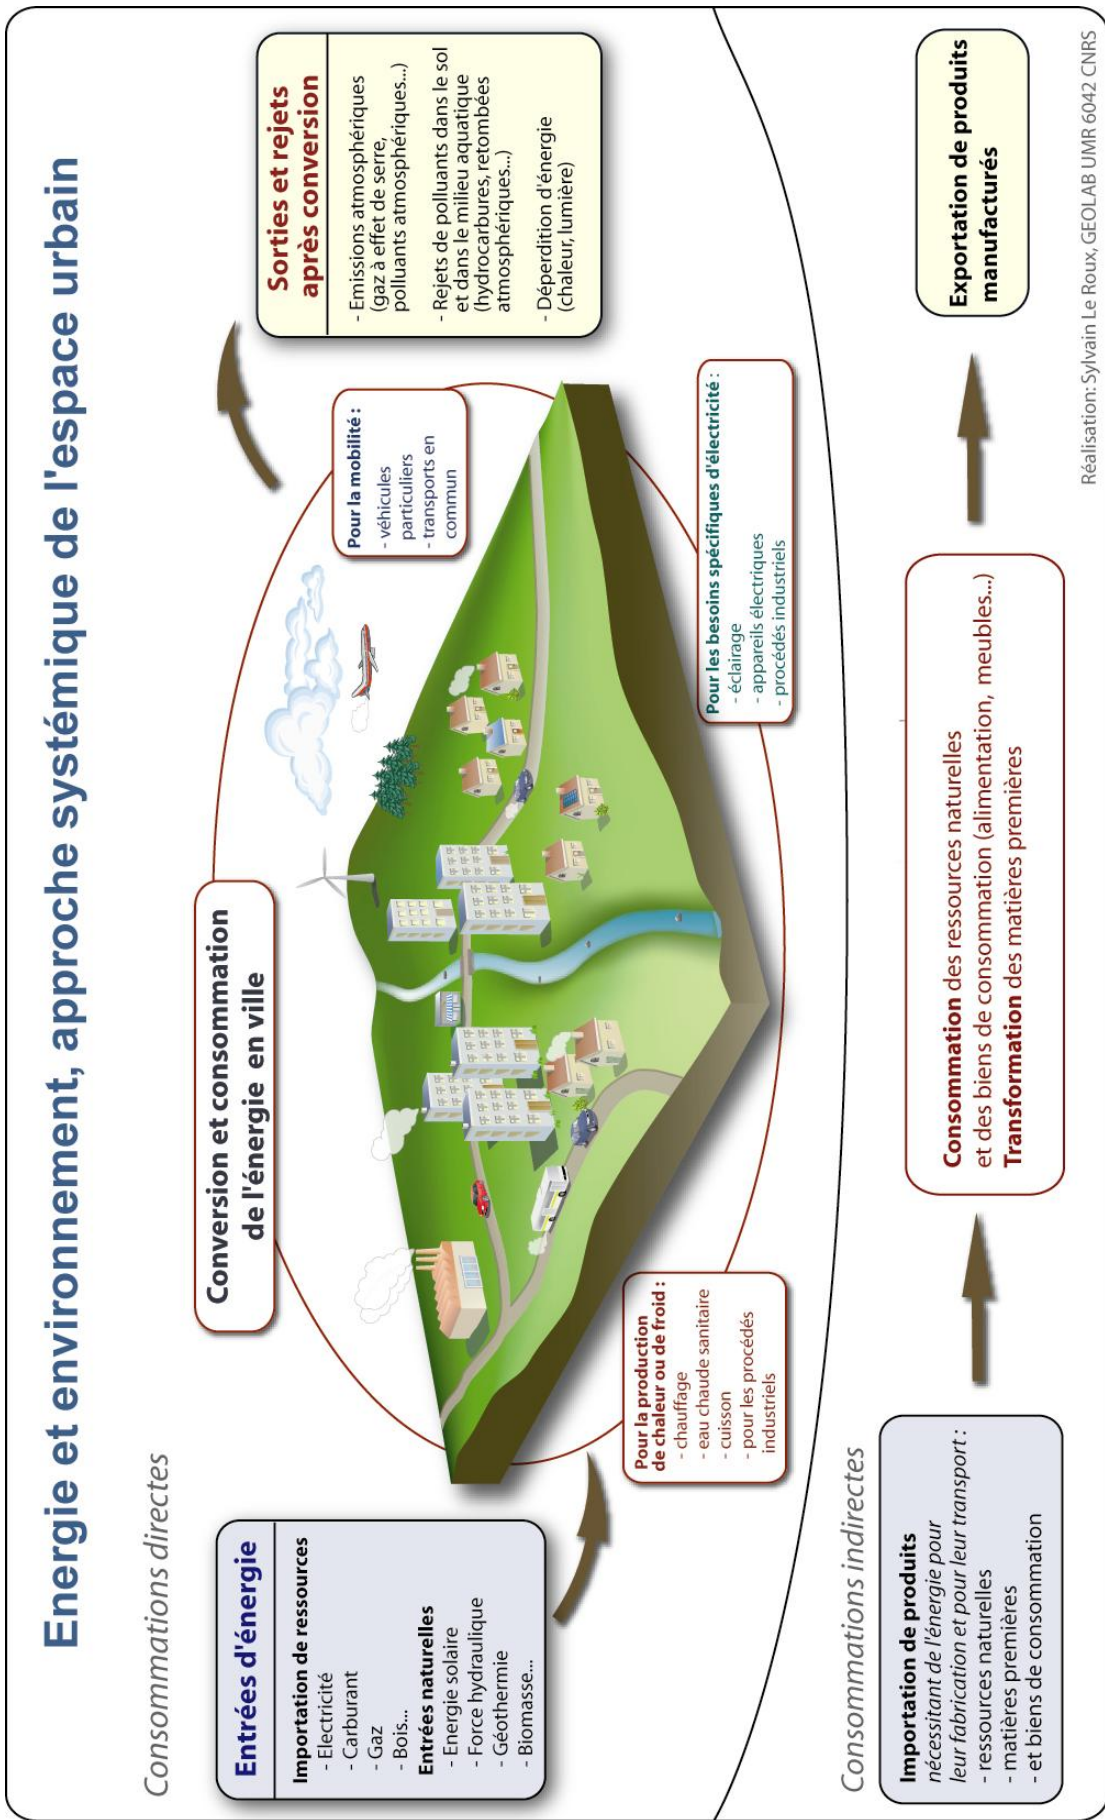 Energie et environnement, approche systémique de l'espace urbain
Consommations directes
Entrées d'énergie
Importation de ressources
- Electricité
- Carburant
- Gaz
- Bois...
Entrées naturelles
- Energie solaire
- Force hydraulique
- Géothermie
- Biomasse...
Conversion et consommation
de l'énergie en ville
Pour la production
de chaleur ou de froid :
- chauffage
- eau chaude sanitaire
- cuisson
- pour les procédés
industriels
Pour la mobilité :
- véhicules
particuliers
- transports en
commun
Pour les besoins spécifiques d'électricité :
- éclairage
- appareils électriques
- procédés industriels
Sorties et rejets
après conversion
- Emissions atmosphériques
(gaz à effet de serre,
polluants atmosphériques...)
- Rejets de polluants dans le sol
et dans le milieu aquatique
(hydrocarbures, retombées
atmosphériques...)
- Déperdition d'énergie
(chaleur, lumière)
Consommations indirectes
Importation de produits
nécessitant de l'énergie pour
leur fabrication et pour leur transport :
- ressources naturelles
- matières premières
- et biens de consommation
Consommation des ressources naturelles
et des biens de consommation (alimentation, meubles...)
Transformation des matières premières
Exportation de produits
manufacturés
Réalisation: Sylvain Le Roux, GEOLAB UMR 6042 CNRS